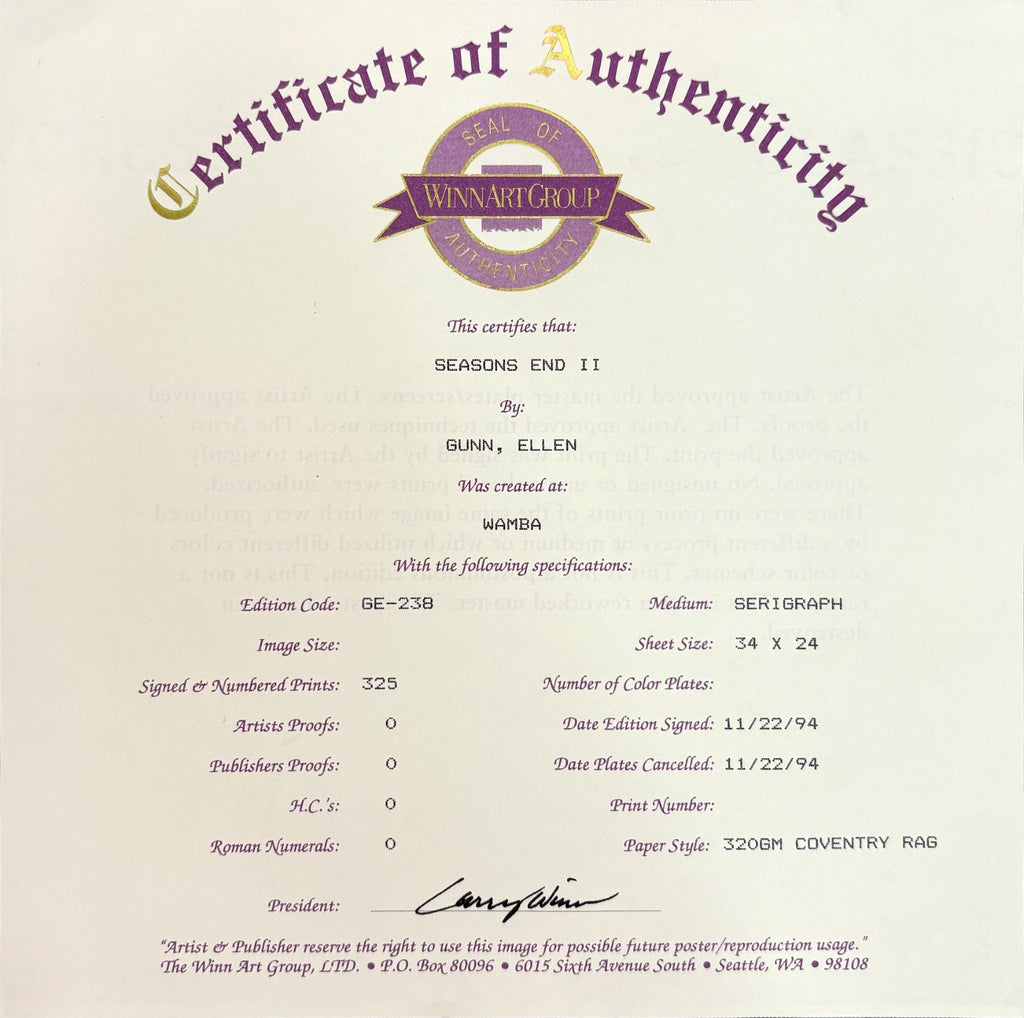 Certificate of Authenticity
SEAL OF
WINN ART GROUP
AUTHENTICITY
This certifies that:
SEASONS END II
By:
GUNN, ELLEN
Was created at:
WAMBA
With the following specifications:
Edition Code: GE-238 Medium: SERIGRAPH
Image Size: Sheet Size: 34 X 24
Signed & Numbered Prints: 325 Number of Color Plates:
Artists Proofs: 0 Date Edition Signed: 11/22/94
Publishers Proofs: 0 Date Plates Cancelled: 11/22/94
H.C.'s: 0 Print Number:
Roman Numerals: 0 Paper Style: 320GM COVENTRY RAG
President: Larry Winn
"Artist & Publisher reserve the right to use this image for possible future poster/reproduction usage."
The Winn Art Group, LTD. • P.O. Box 80096 • 6015 Sixth Avenue South • Seattle, WA • 98108